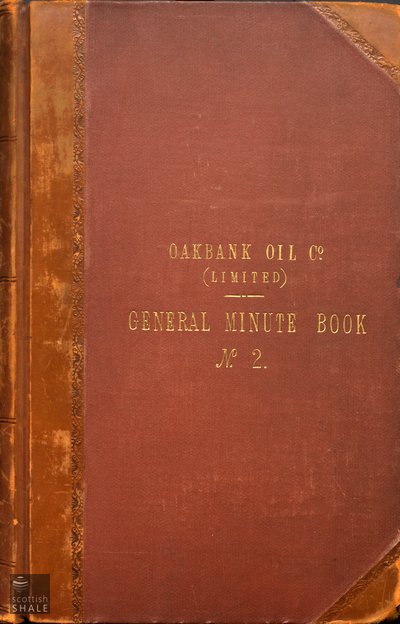 OAKBANK OIL Cº
(LIMITED)
GENERAL MINUTE BOOK
Nº 2.
scottish
SHALE